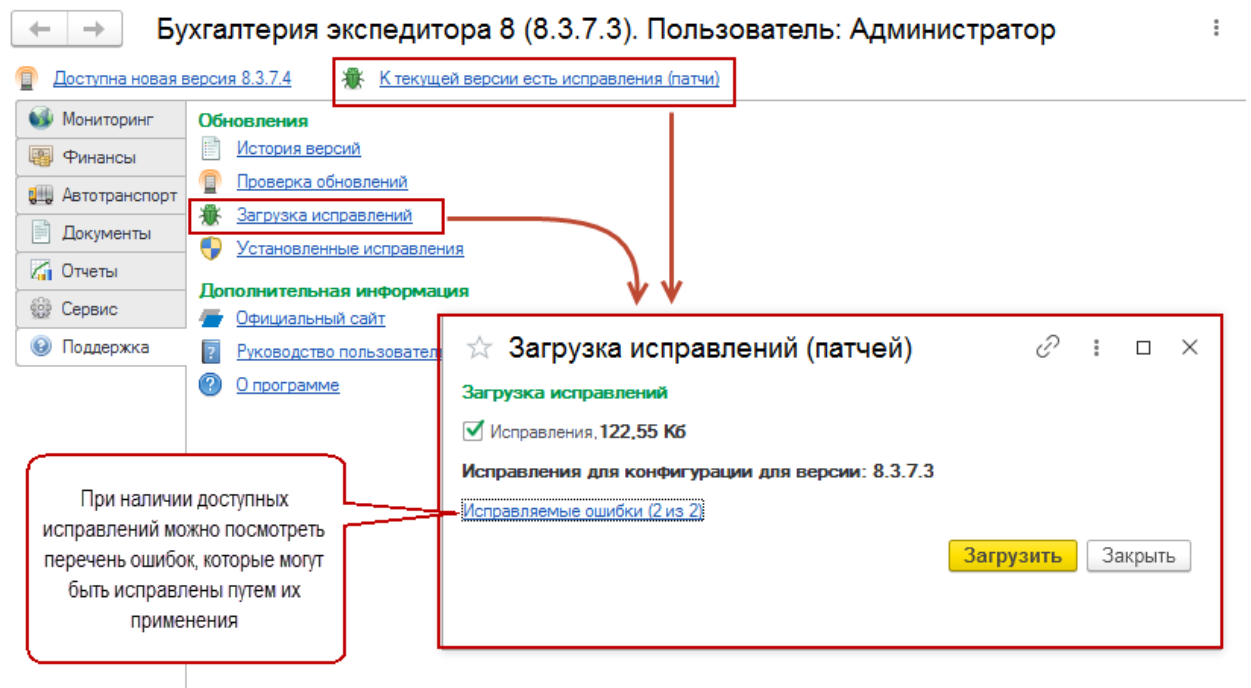 Бухгалтерия экспедитора 8 (8.3.7.3). Пользователь: Администратор
Доступна новая версия 8.3.7.4
К текущей версии есть исправления (патчи)
Мониторинг
Финансы
Автотранспорт
Документы
Отчеты
Сервис
Поддержка
Обновления
История версий
Проверка обновлений
Загрузка исправлений
Установленные исправления
Дополнительная информация
Официальный сайт
Руководство пользовател
О программе
Загрузка исправлений (патчей)
Загрузка исправлений
Исправления, 122,55 Кб
Исправления для конфигурации для версии: 8.3.7.3
Исправляемые ошибки (2 из 2)
Загрузить
Закрыть
При наличии доступных
исправлений можно посмотреть
перечень ошибок, которые могут
быть исправлены путем их
применения